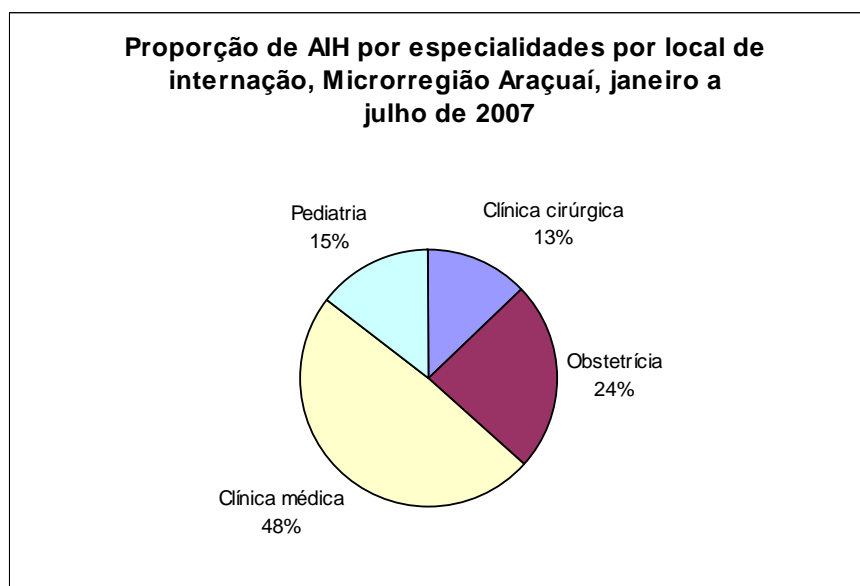 Proporção de AIH por especialidades por local de
internação, Microrregião Araçuaí, janeiro a
julho de 2007
Pediatria
15%
Clínica cirúrgica
13%
Obstetrícia
24%
Clínica médica
48%